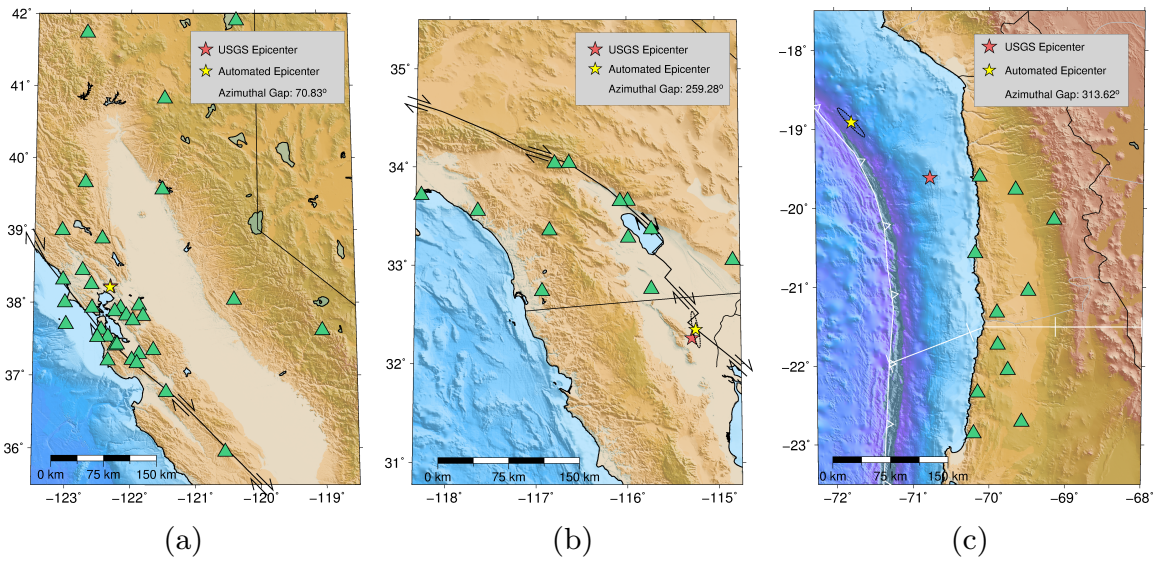 42˚
41˚
40˚
39˚
38˚
37˚
36˚
−123˚
−122˚
−121˚
−120˚
−119˚
USGS Epicenter
Automated Epicenter
Azimuthal Gap: 70.83º
0 km
75 km
150 km
(a)
35˚
34˚
33˚
32˚
31˚
−118˚
−117˚
−116˚
−115˚
USGS Epicenter
Automated Epicenter
Azimuthal Gap: 259.28º
0 km
75 km
150 km
(b)
−18˚
−19˚
−20˚
−21˚
−22˚
−23˚
−72˚
−71˚
−70˚
−69˚
−68˚
USGS Epicenter
Automated Epicenter
Azimuthal Gap: 313.62º
0 km
75 km
150 km
(c)